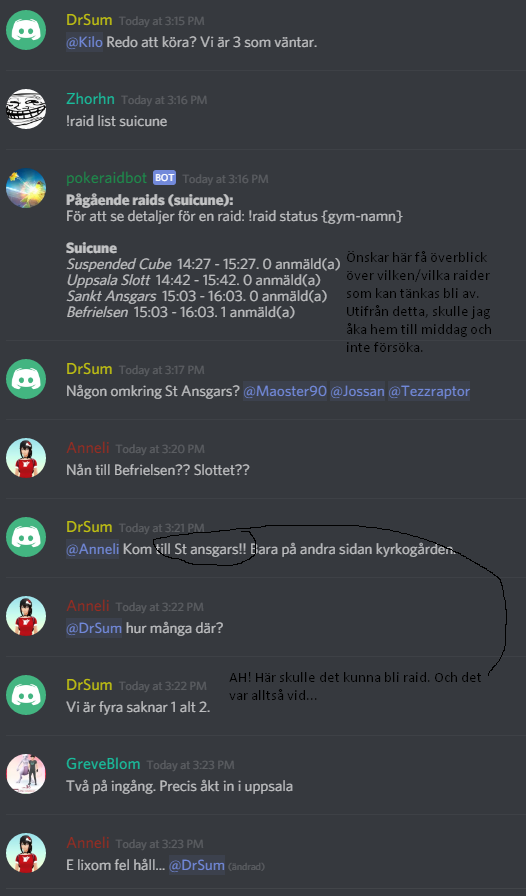 DrSum Today at 3:15 PM
@Kilo Redo att köra? Vi är 3 som väntar.
Zhorhn Today at 3:16 PM
!raid list suicune
pokeraidbot BOT Today at 3:16 PM
Pågående raids (suicune):
För att se detaljer för en raid: !raid status {gym-namn}
Suicune
Suspended Cube 14:27 - 15:27. 0 anmäld(a)
Uppsala Slott 14:42 - 15:42. 0 anmäld(a)
Sankt Ansgars 15:03 - 16:03. 0 anmäld(a)
Befrielsen 15:03 - 16:03. 1 anmäld(a)
Önskar här få överblick
över vilken/vilka raider
som kan tänkas bli av.
Utifrån detta, skulle jag
åka hem till middag och
inte försöka.
DrSum Today at 3:17 PM
Någon omkring St Ansgars? @Maoster90 @Jossan @Tezzraptor
Anneli Today at 3:20 PM
Nån till Befrielsen?? Slottet??
DrSum Today at 3:21 PM
@Anneli Kom till St ansgars!! Bara på andra sidan kyrkogården.
Anneli Today at 3:22 PM
@DrSum hur många där?
DrSum Today at 3:22 PM
Vi är fyra saknar 1 alt 2.
AH! Här skulle det kunna bli raid. Och det
var alltså vid...
GreveBlom Today at 3:23 PM
Två på ingång. Precis åkt in i uppsala
Anneli Today at 3:23 PM
E lixom fel håll... @DrSum (ändrad)